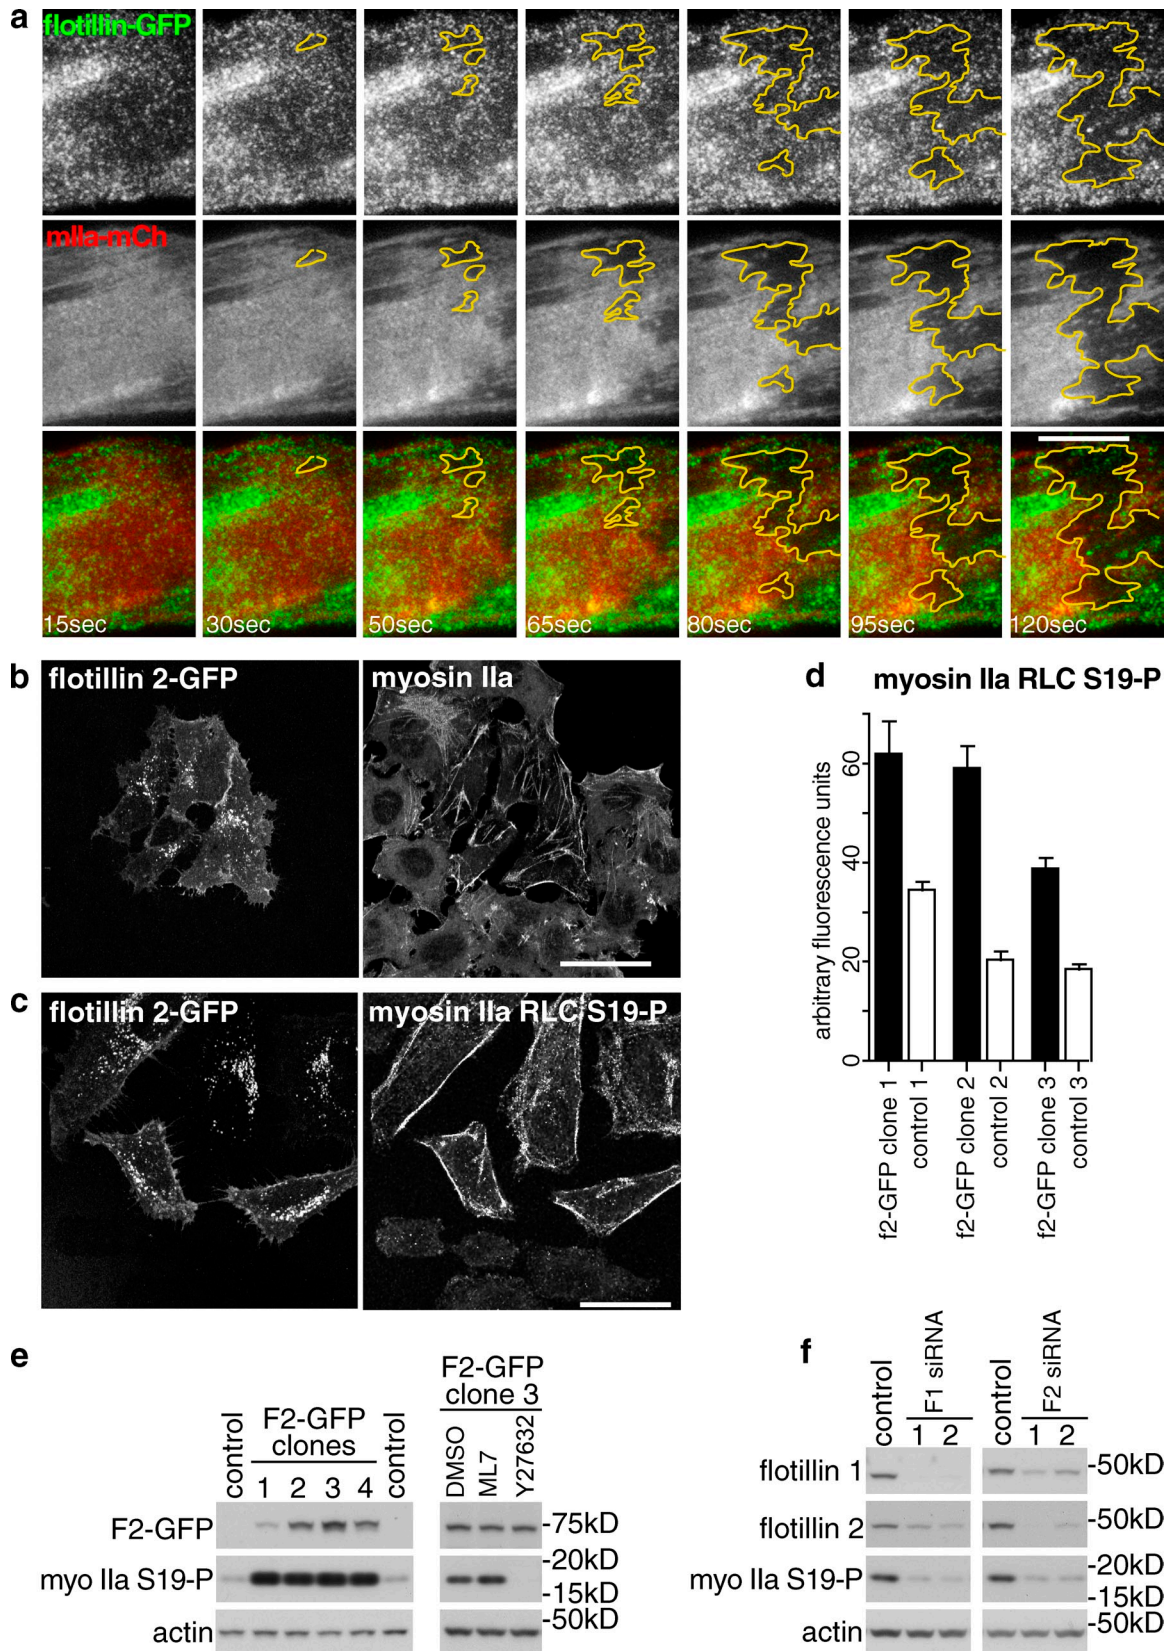 a
flotillin-GFP
mIIa-mCh
15sec
30sec
50sec
65sec
80sec
95sec
120sec
b
flotillin 2-GFP
myosin IIa
c
flotillin 2-GFP
myosin IIa RLC S19-P
d
myosin IIa RLC S19-P
arbitrary fluorescence units
60
40
20
0
f2-GFP clone 1
control 1
f2-GFP clone 2
control 2
f2-GFP clone 3
control 3
e
control
F2-GFP
clones
1 2 3 4
control
F2-GFP
clone 3
DMSO
ML7
Y27632
F2-GFP
-75kD
myo IIa S19-P
-20kD
-15kD
actin
-50kD
f
control
F1 siRNA
1 2
control
F2 siRNA
1 2
flotillin 1
-50kD
flotillin 2
-50kD
myo IIa S19-P
-20kD
-15kD
actin
-50kD